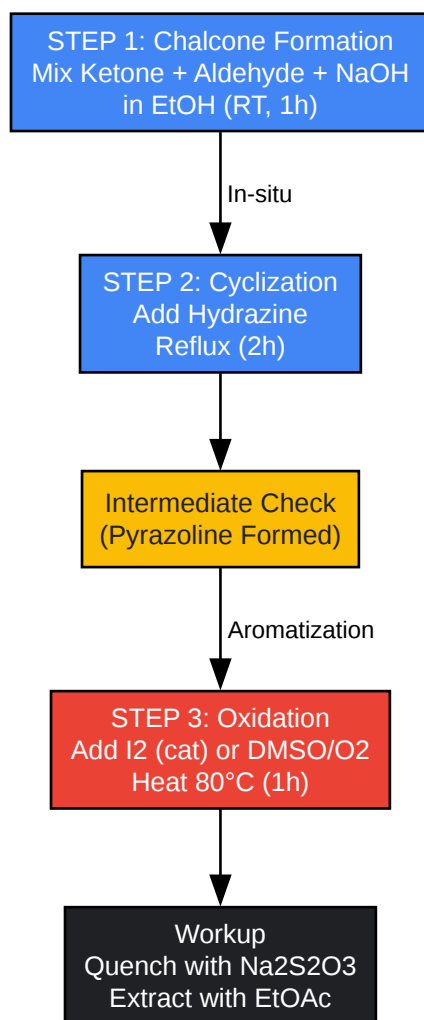 STEP 1: Chalcone Formation
Mix Ketone + Aldehyde + NaOH
in EtOH (RT, 1h)
In-situ
STEP 2: Cyclization
Add Hydrazine
Reflux (2h)
Intermediate Check
(Pyrazoline Formed)
Aromatization
STEP 3: Oxidation
Add I2 (cat) or DMSO/O2
Heat 80°C (1h)
Workup
Quench with Na2S2O3
Extract with EtOAc